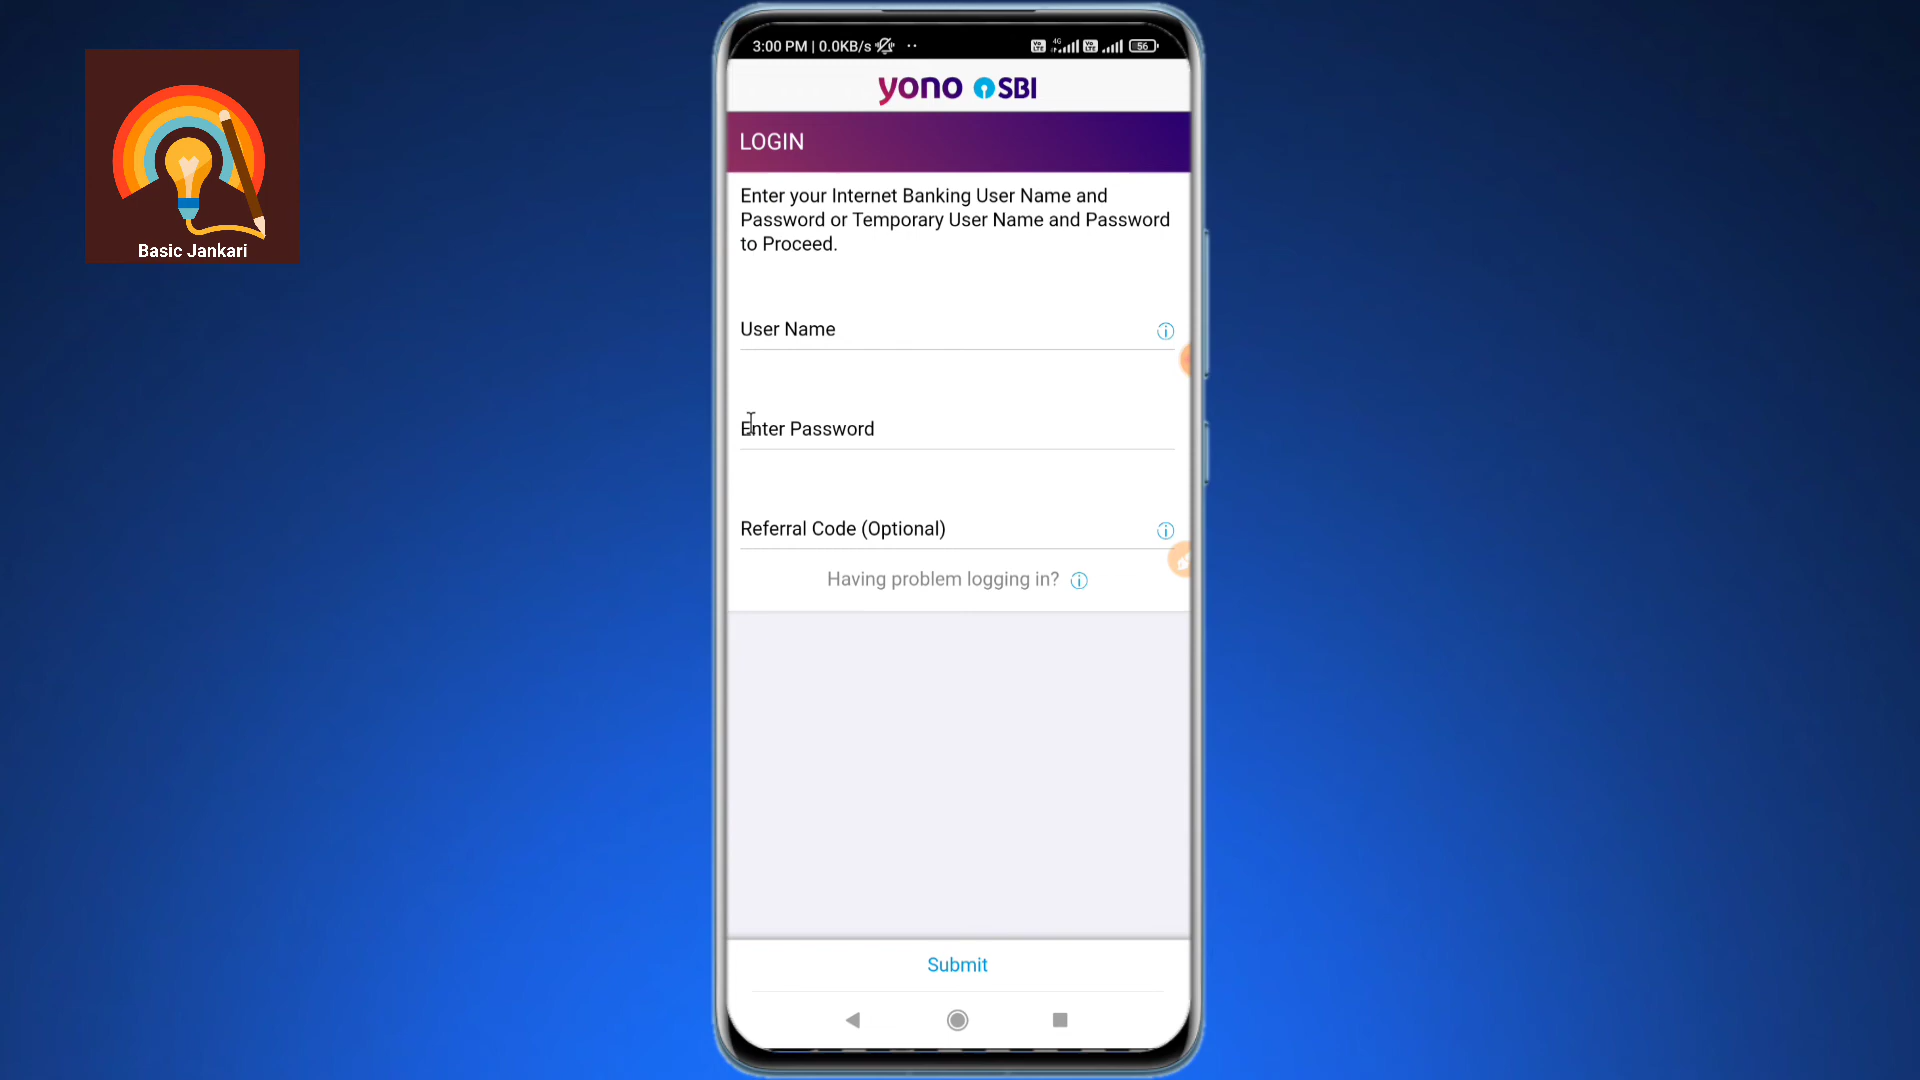 Basic Jankari
3:00 PM | 0.0KB/s
4G
56
yono SBI
LOGIN
Enter your Internet Banking User Name and
Password or Temporary User Name and Password
to Proceed.
User Name
Enter Password
Referral Code (Optional)
Having problem logging in?
Submit